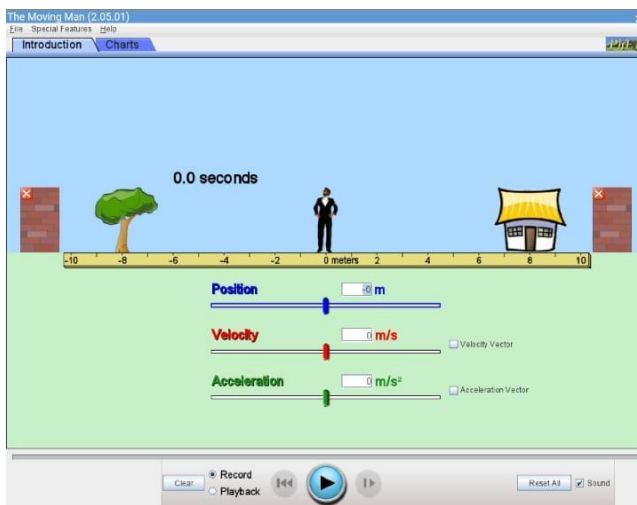 The Moving Man (2.05.01)
File Special Features Help
Introduction Charts
0.0 seconds
-10 -8 -6 -4 -2 0 meters 2 4 6 8 10
Position -0 m
Velocity 0 m/s
Velocity Vector
Acceleration 0 m/s²
Acceleration Vector
Clear
Record
Playback
Reset All
Sound